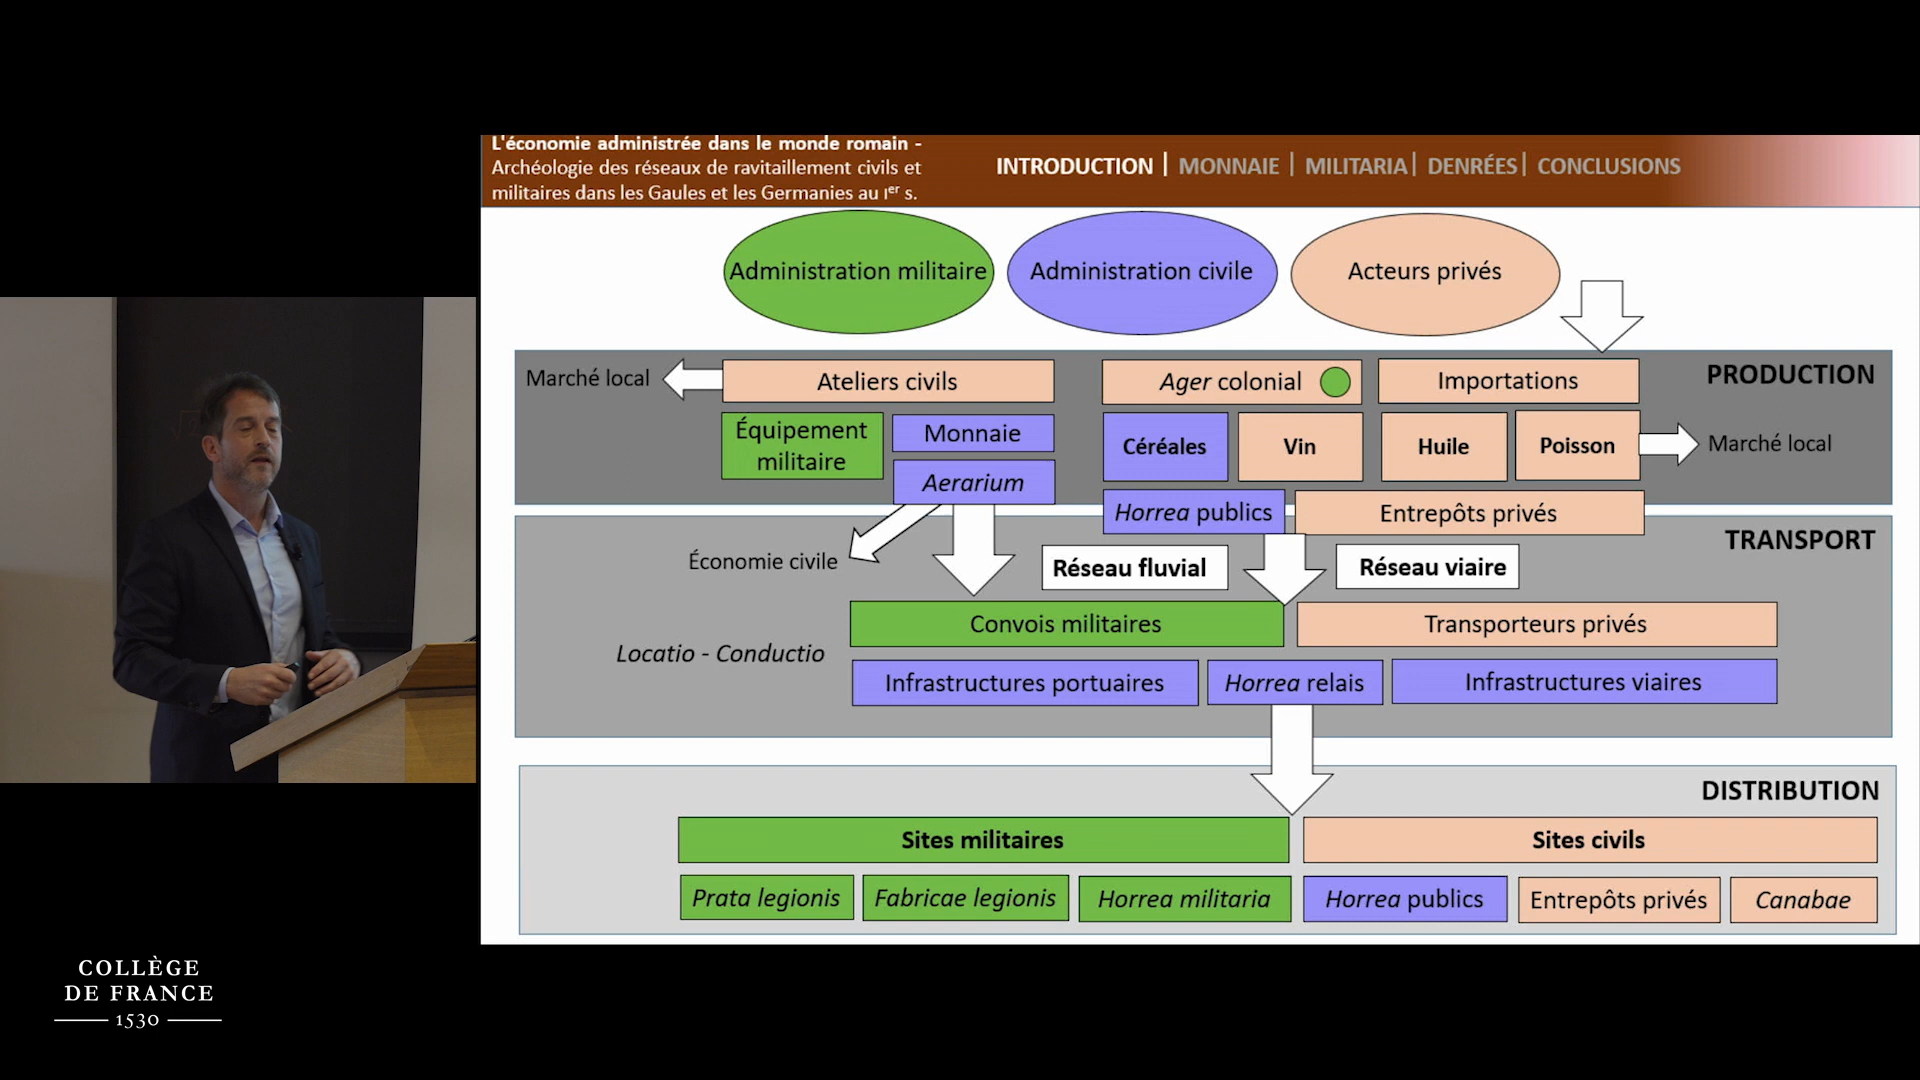 L'économie administrée dans le monde romain -
Archéologie des réseaux de ravitaillement civils et
militaires dans les Gaules et les Germanies au Ier s.
INTRODUCTION | MONNAIE | MILITARIA | DENRÉES | CONCLUSIONS
Administration militaire
Administration civile
Acteurs privés
PRODUCTION
Marché local
Ateliers civils
Ager colonial
Importations
Équipement
militaire
Monnaie
Aerarium
Céréales
Vin
Huile
Poisson
Marché local
Horrea publics
Entrepôts privés
TRANSPORT
Économie civile
Réseau fluvial
Réseau viaire
Convois militaires
Transporteurs privés
Locatio - Conductio
Infrastructures portuaires
Horrea relais
Infrastructures viaires
DISTRIBUTION
Sites militaires
Sites civils
Prata legionis
Fabricae legionis
Horrea militaria
Horrea publics
Entrepôts privés
Canabae
COLLÈGE
DE FRANCE
1530